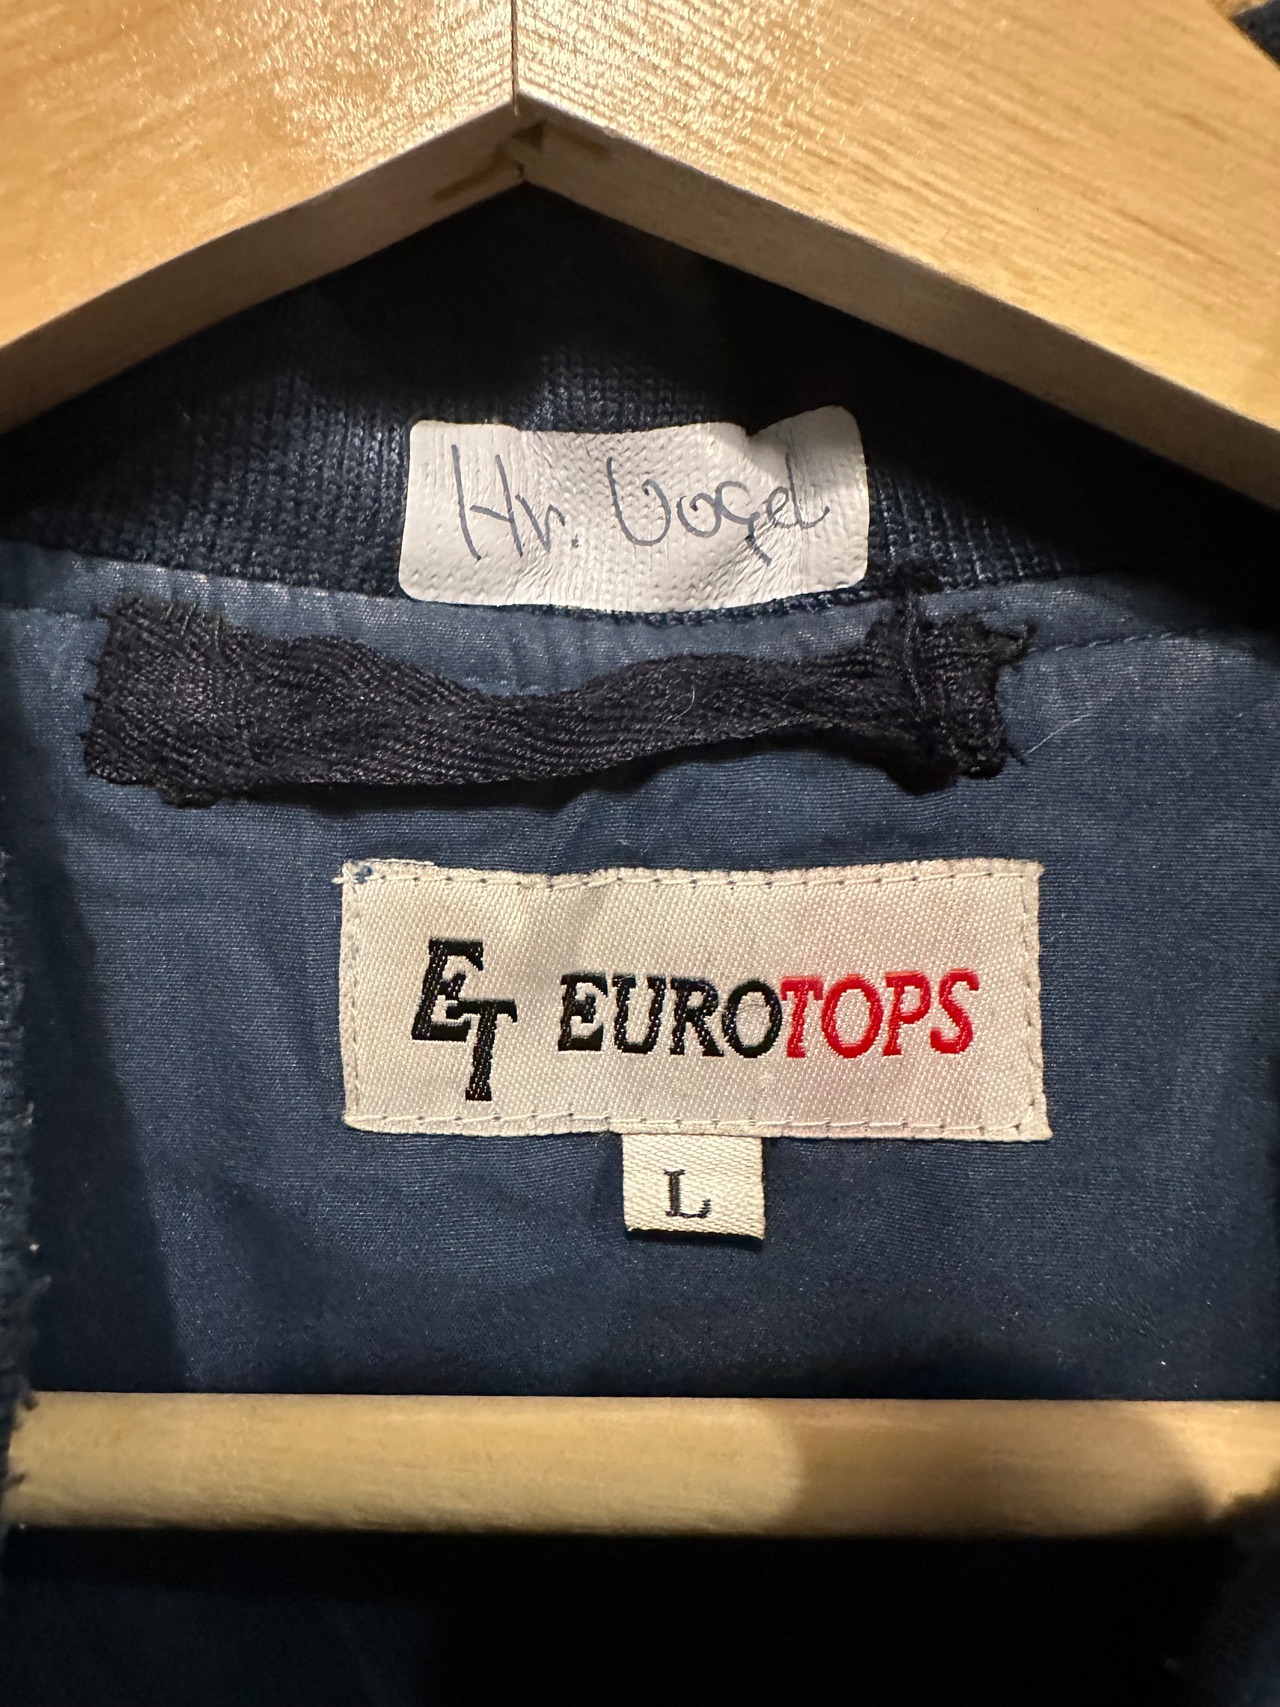 Hr. Vogel
ET EUROTOPS
L